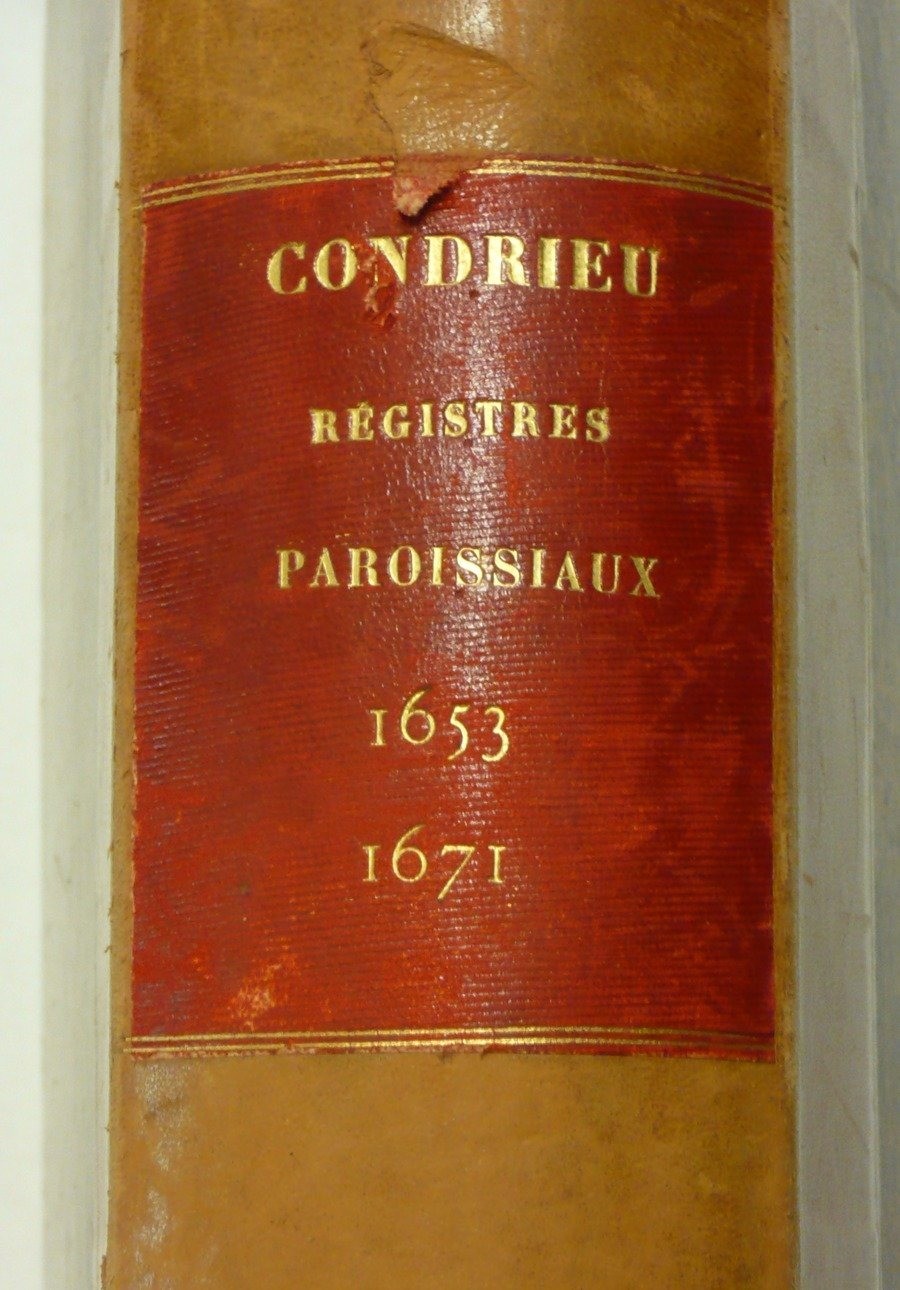 CONDRIEU
RÉGISTRES
PAROISSIAUX
1653
1671